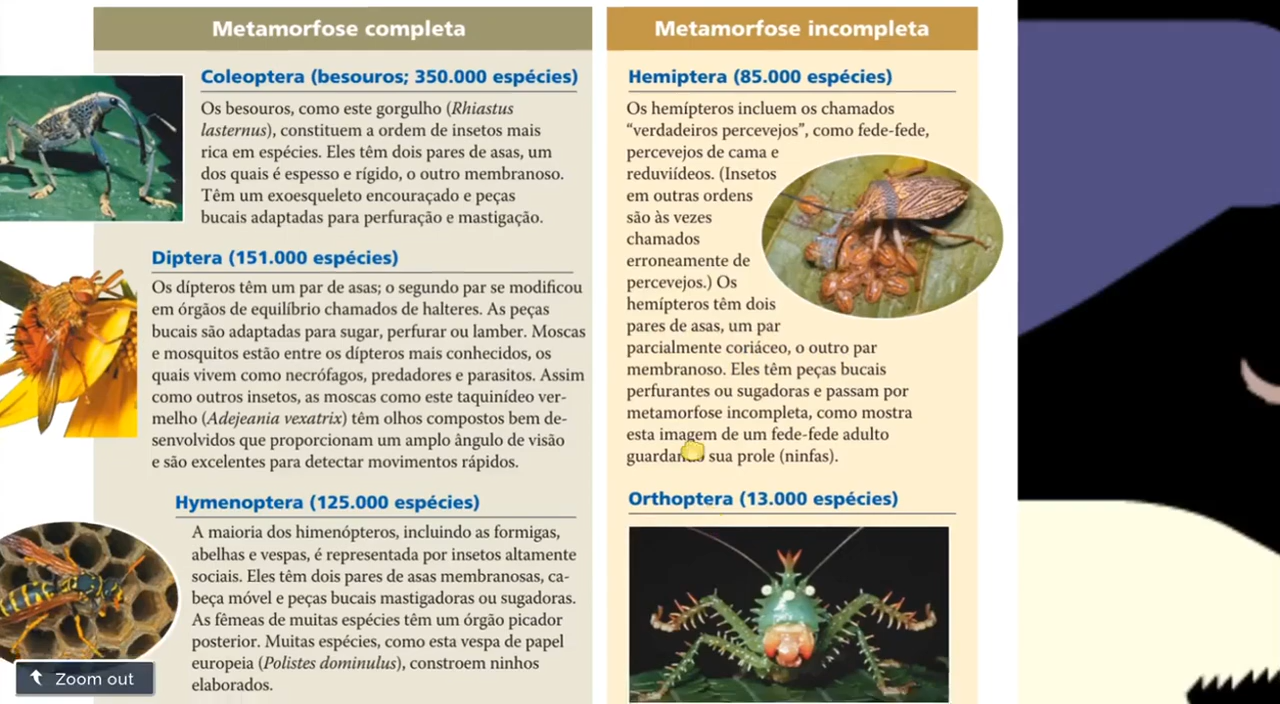 Metamorfose completa
Coleoptera (besouros; 350.000 espécies)
Os besouros, como este gorgulho (Rhiastus
lasternus), constituem a ordem de insetos mais
rica em espécies. Eles têm dois pares de asas, um
dos quais é espesso e rígido, o outro membranoso.
Têm um exoesqueleto encouraçado e peças
bucais adaptadas para perfuração e mastigação.
Diptera (151.000 espécies)
Os dípteros têm um par de asas; o segundo par se modificou
em órgãos de equilíbrio chamados de halteres. As peças
bucais são adaptadas para sugar, perfurar ou lamber. Moscas
e mosquitos estão entre os dípteros mais conhecidos, os
quais vivem como necrófagos, predadores e parasitos. Assim
como outros insetos, as moscas como este taquinídeo ver-
melho (Adejeania vexatrix) têm olhos compostos bem de-
senvolvidos que proporcionam um amplo ângulo de visão
e são excelentes para detectar movimentos rápidos.
Hymenoptera (125.000 espécies)
A maioria dos himenópteros, incluindo as formigas,
abelhas e vespas, é representada por insetos altamente
sociais. Eles têm dois pares de asas membranosas, ca-
beça móvel e peças bucais mastigadoras ou sugadoras.
As fêmeas de muitas espécies têm um órgão picador
posterior. Muitas espécies, como esta vespa de papel
europeia (Polistes dominulus), constroem ninhos
elaborados.
Zoom out
Metamorfose incompleta
Hemiptera (85.000 espécies)
Os hemípteros incluem os chamados
“verdadeiros percevejos”, como fede-fede,
percevejos de cama e
reduviídeos. (Insetos
em outras ordens
são às vezes
chamados
erroneamente de
percevejos.) Os
hemípteros têm dois
pares de asas, um par
parcialmente coriáceo, o outro par
membranoso. Eles têm peças bucais
perfurantes ou sugadoras e passam por
metamorfose incompleta, como mostra
esta imagem de um fede-fede adulto
guardando sua prole (ninfas).
Orthoptera (13.000 espécies)